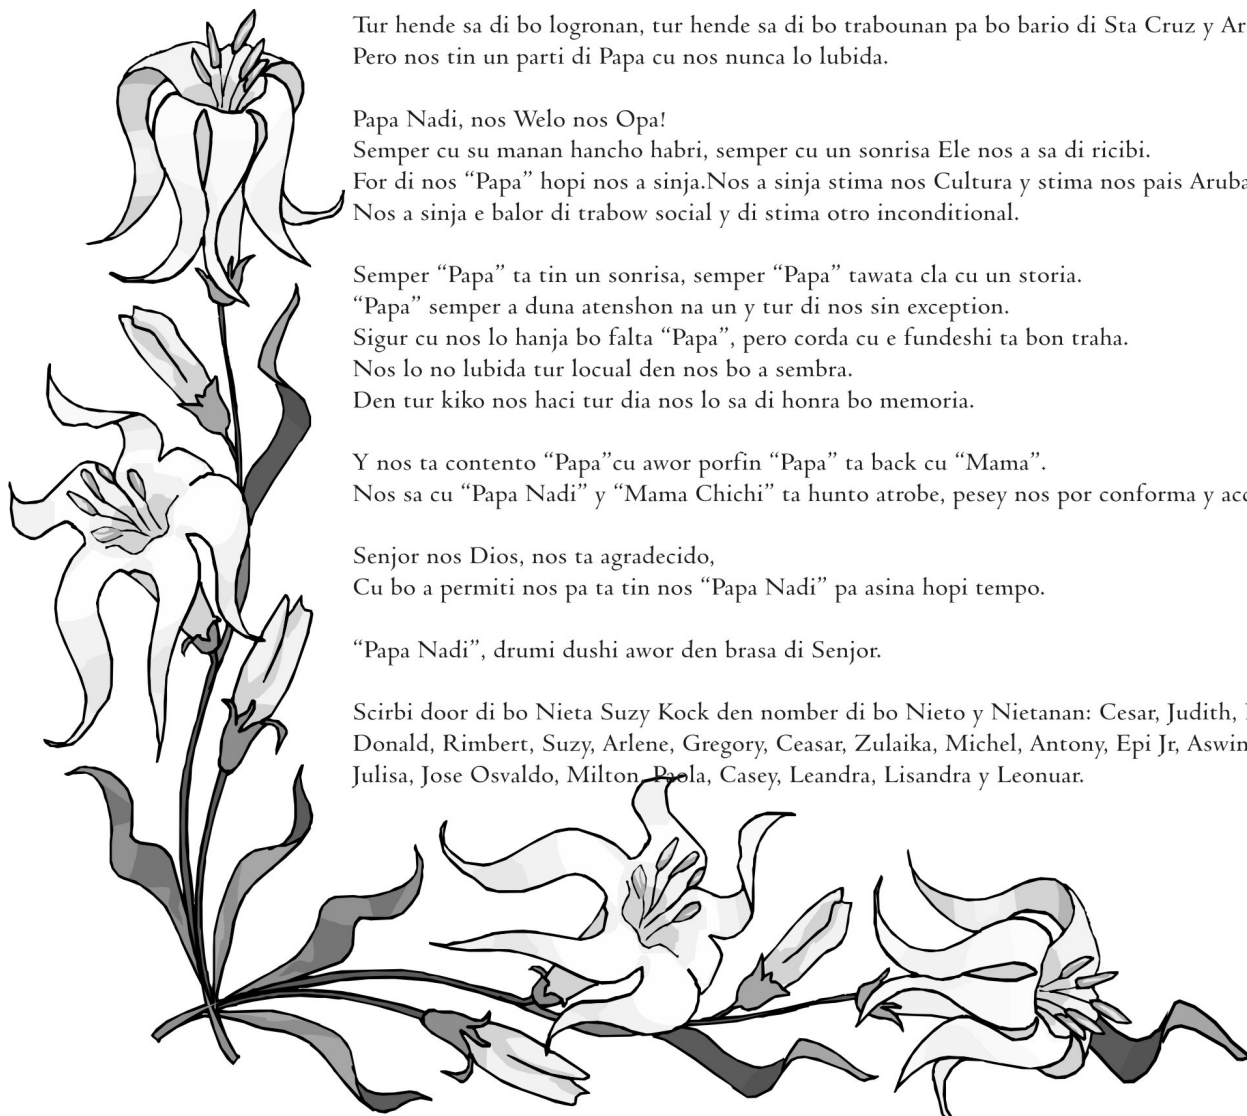 Tur hende sa di bo logronan, tur hende sa di bo trabounan pa bo bario di Sta Cruz y
Pero nos tin un parti di Papa cu nos nunca lo lubida.
Papa Nadi, nos Welo nos Opa!
Semper cu su manan hancho habri, semper cu un sonrisa Ele nos a sa di ricibi.
For di nos “Papa” hopi nos a sinja.Nos a sinja stima nos Cultura y stima nos pais Aruba
Nos a sinja e balor di trabow social y di stima otro inconditional.
Semper “Papa” ta tin un sonrisa, semper “Papa” tawata cla cu un storia.
“Papa” semper a duna atenshon na un y tur di nos sin exception.
Sigur cu nos lo hanja bo falta “Papa”, pero corda cu e fundeshi ta bon traha.
Nos lo no lubida tur locual den nos bo a sembra.
Den tur kiko nos haci tur dia nos lo sa di honra bo memoria.
Y nos ta contento “Papa”cu awor porfin “Papa” ta back cu “Mama”.
Nos sa cu “Papa Nadi” y “Mama Chichi” ta hunto atrobe, pesey nos por conforma y
Senjor nos Dios, nos ta agradecido,
Cu bo a permiti nos pa ta tin nos “Papa Nadi” pa asina hopi tempo.
“Papa Nadi”, drumi dushi awor den brasa di Senjor.
Scirbi door di bo Nieta Suzy Kock den nomber di bo Nieto y Nietanan: Cesar, Judith,
Donald, Rimbert, Suzy, Arlene, Gregory, Ceasar, Zulaika, Michel, Antony, Epi Jr, Aswin
Julisa, Jose Osvaldo, Milton, Paola, Casey, Leandra, Lisandra y Leonuar.